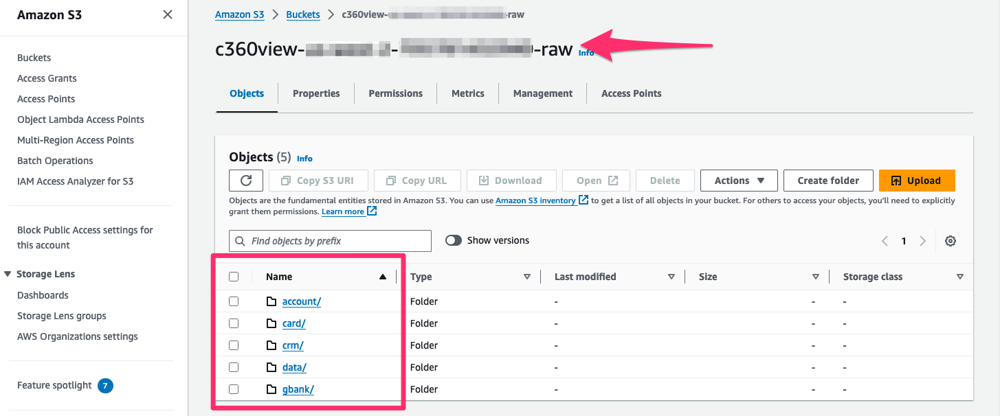 Amazon S3
Buckets
Access Grants
Access Points
Object Lambda Access Points
Multi-Region Access Points
Batch Operations
IAM Access Analyzer for S3
Block Public Access settings for
this account
Storage Lens
Dashboards
Storage Lens groups
AWS Organizations settings
Feature spotlight 7
Amazon S3 > Buckets > c360view- -raw
c360view- - -raw Info
Objects Properties Permissions Metrics Management Access Points
Objects (5) Info
Copy S3 URI Copy URL Download Open Delete Actions Create folder Upload
Objects are the fundamental entities stored in Amazon S3. You can use Amazon S3 inventory to get a list of all objects in your bucket. For others to access your objects, you'll need to explicitly
grant them permissions. Learn more
Find objects by prefix Show versions 1
Name Type Last modified Size Storage class
account/ Folder - - -
card/ Folder - - -
crm/ Folder - - -
data/ Folder - - -
gbank/ Folder - - -